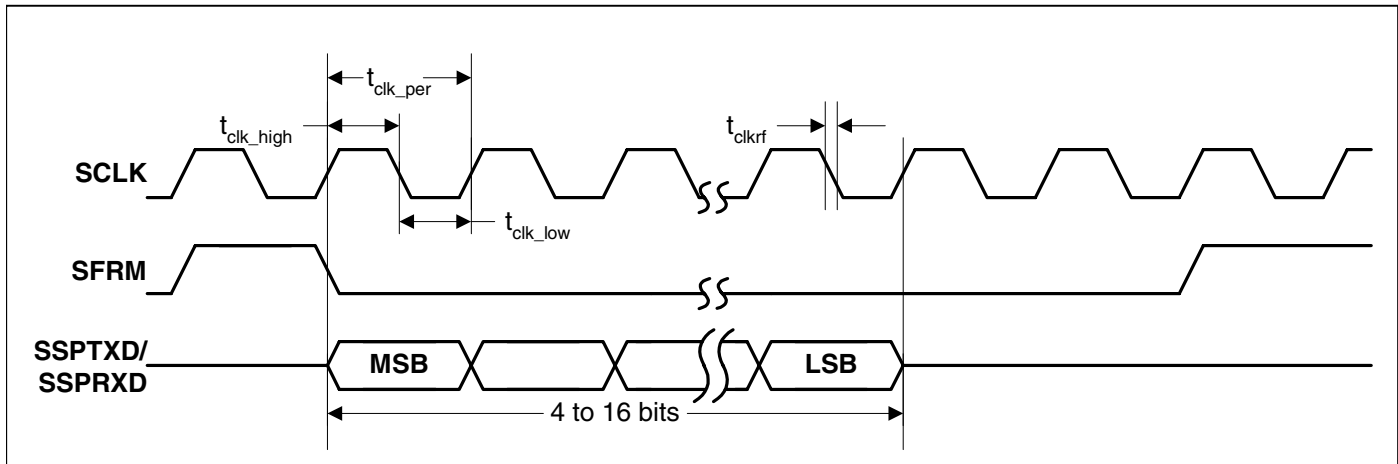 t_clk_per
t_clk_high
t_clkrf
SCLK
t_clk_low
SFRM
SSPTXD/
SSPRXD
MSB
LSB
4 to 16 bits